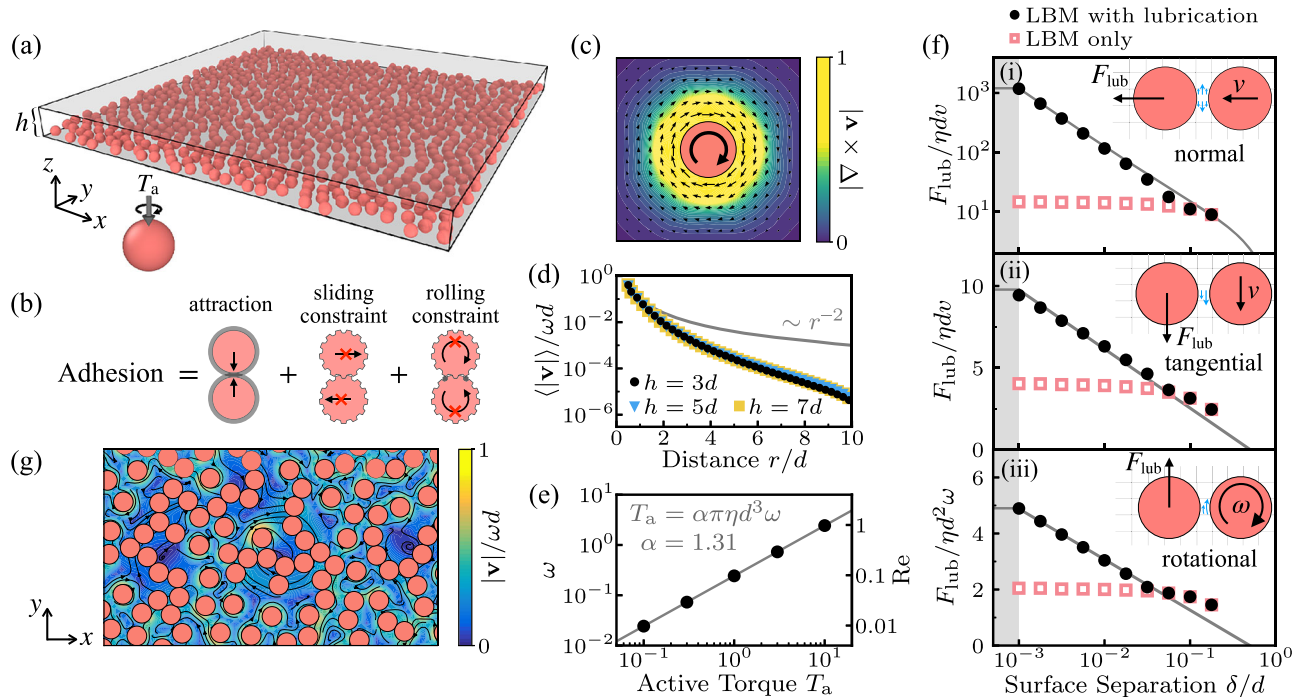 (a)
h
z
y
x
T_a
(b)
Adhesion =
attraction
+
sliding
constraint
+
rolling
constraint
(g)
y
x
1
|v|/ωd
0
(c)
1
|∇ × v|
0
(d)
⟨|v|⟩/ωd
10^0
10^−2
10^−4
10^−6
∼ r^−2
h = 3d
h = 5d
h = 7d
0 2 4 6 8 10
Distance r/d
(e)
ω
10^1
10^0
10^−1
10^−2
T_a = απηd^3ω
α = 1.31
1
0.10
0.01
Re
10^−1 10^0 10^1
Active Torque T_a
LBM with lubrication
LBM only
(f)
(i)
F_lub/ηdv
10^3
10^2
10^1
F_lub
v
normal
(ii)
F_lub/ηdv
10
5
0
F_lub
v
tangential
(iii)
F_lub/ηd^2ω
6
4
2
0
F_lub
ω
rotational
10^−3 10^−2 10^−1 10^0
Surface Separation δ/d